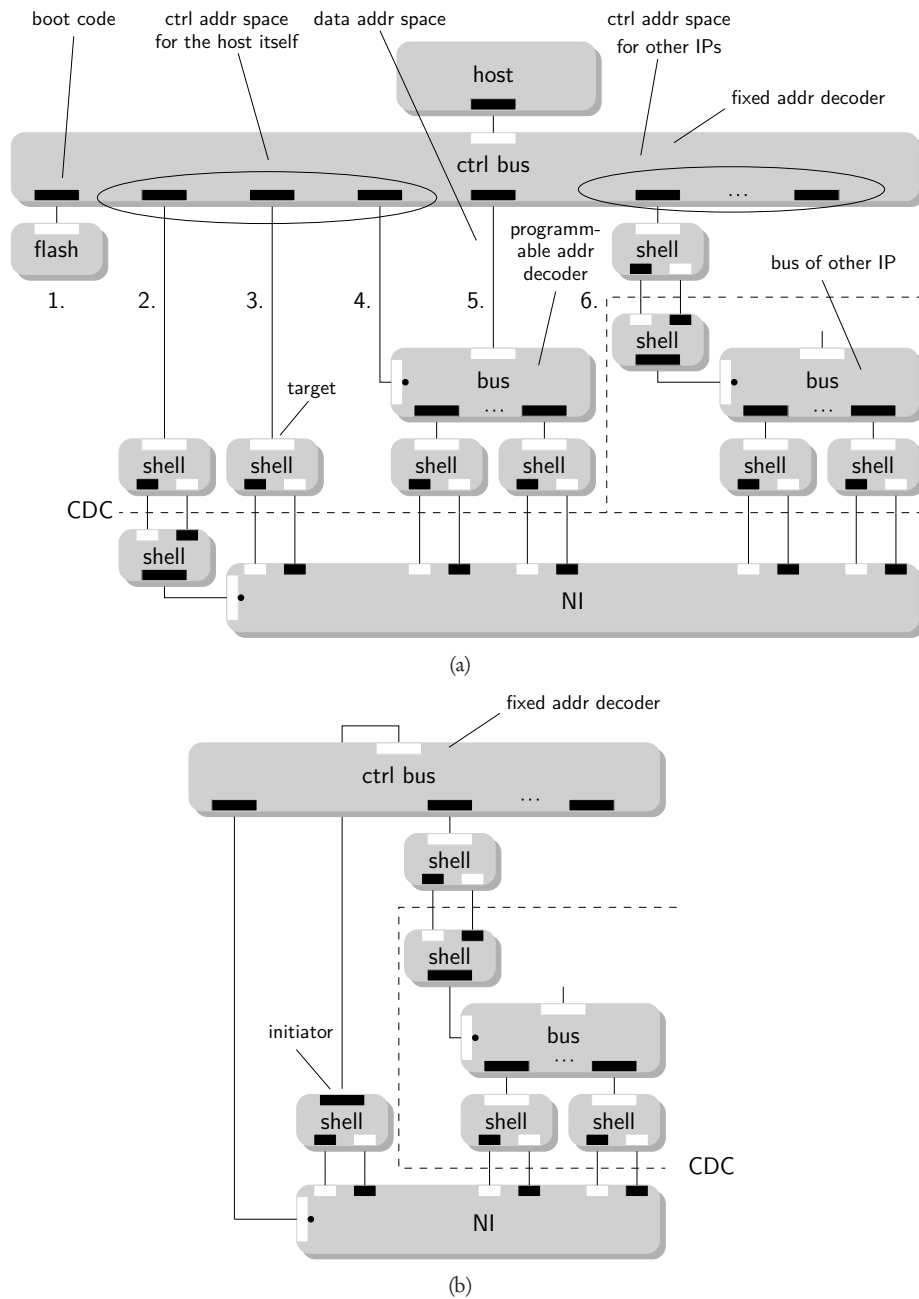 boot code
ctrl addr space
for the host itself
data addr space
ctrl addr space
for other IPs
host
fixed addr decoder
ctrl bus
...
flash
shell
programm-
able addr
decoder
bus of other IP
1.
2.
3.
4.
5.
6.
shell
target
bus
...
bus
...
shell
shell
shell
shell
shell
shell
CDC
shell
NI
(a)
fixed addr decoder
ctrl bus
...
shell
shell
initiator
bus
...
shell
shell
shell
CDC
NI
(b)